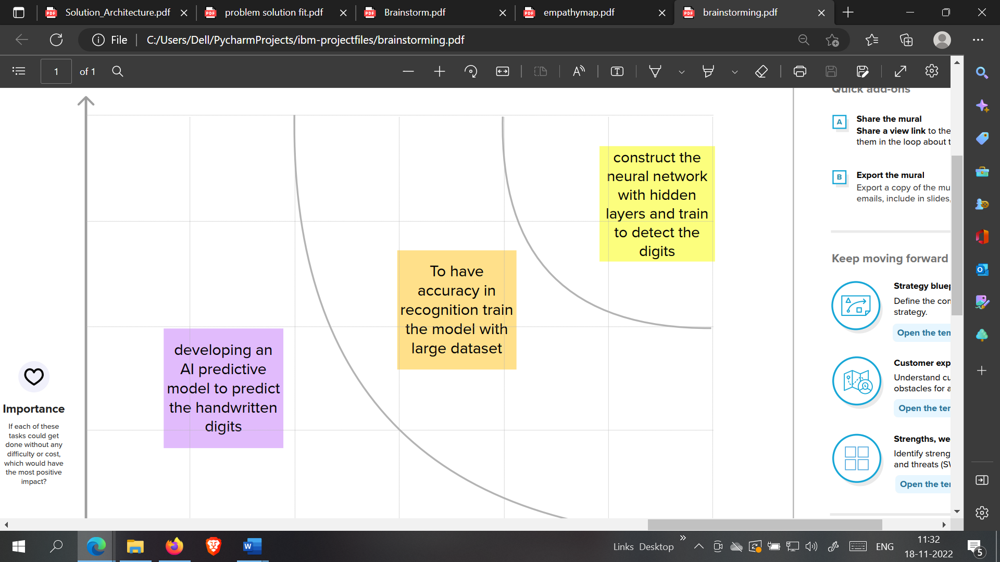 Solution_Architecture.pdf
problem solution fit.pdf
Brainstorm.pdf
empathymap.pdf
brainstorming.pdf
File
C:/Users/Dell/PycharmProjects/ibm-projectfiles/brainstorming.pdf
1 of 1
construct the
neural network
with hidden
layers and train
to detect the
digits
To have
accuracy in
recognition train
the model with
large dataset
developing an
AI predictive
model to predict
the handwritten
digits
Importance
If each of these
tasks could get
done without any
difficulty or cost,
which would have
the most positive
impact?
Quick add-ons
A
Share the mural
Share a view link to the
them in the loop about t
B
Export the mural
Export a copy of the mu
emails, include in slides,
Keep moving forward
Strategy bluep
Define the con
strategy.
Open the tem
Customer exp
Understand cu
obstacles for a
Open the ter
Strengths, we
Identify streng
and threats (SW
Open the ter
Links Desktop
ENG
11:32
18-11-2022
5